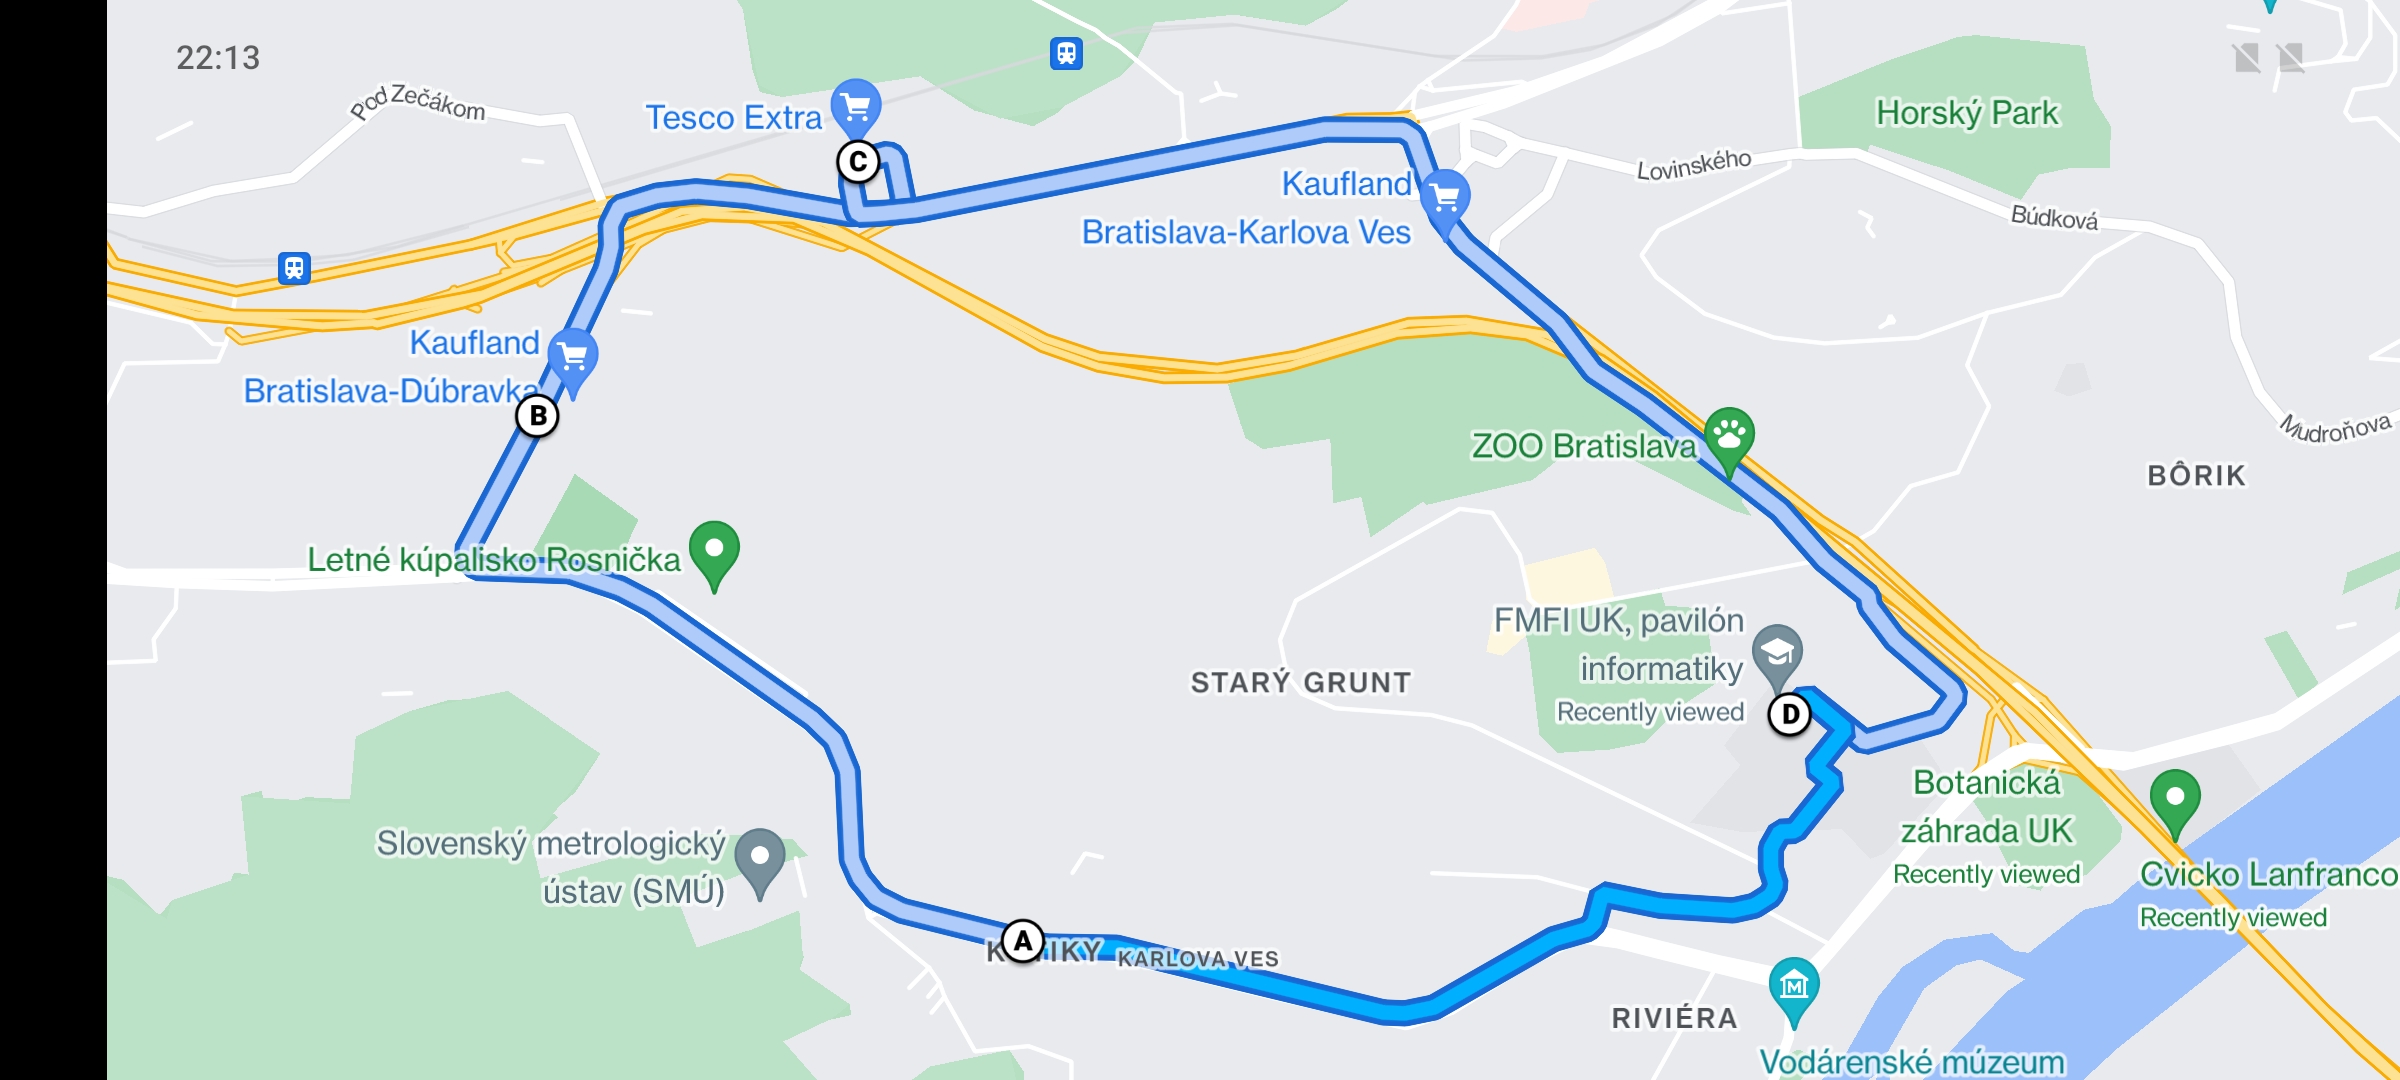 22:13
Pod Zečákom
Tesco Extra
C
Horský Park
Lovinského
Kaufland
Bratislava-Karlova Ves
Búdková
Kaufland
Bratislava-Dúbravka
B
Mudroňova
ZOO Bratislava
BÔRIK
Letné kúpalisko Rosnička
FMFI UK, pavilón
informatiky
Recently viewed
STARÝ GRUNT
D
Botanická
záhrada UK
Recently viewed
Slovenský metrologický
ústav (SMÚ)
Cvicko Lanfranco
Recently viewed
A
KARLOVA VES
RIVIÉRA
M
Vodárenské múzeum